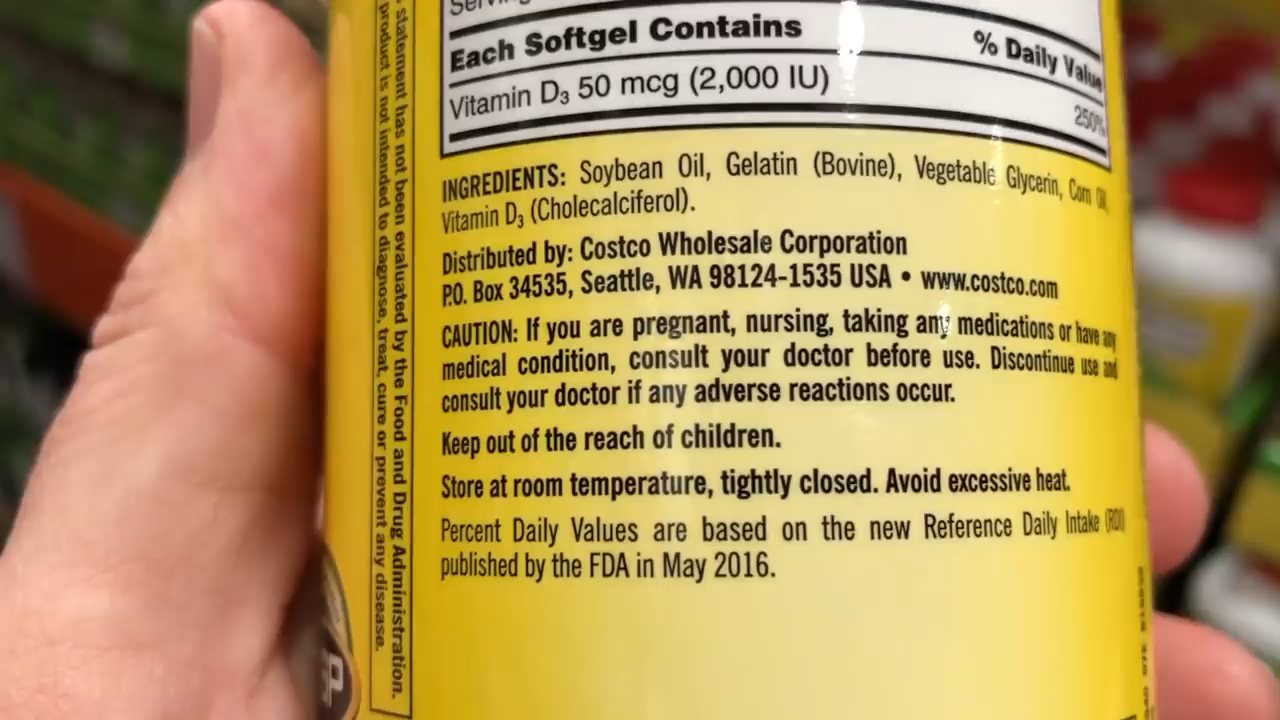 Each Softgel Contains
% Daily Value
Vitamin D3 50 mcg (2,000 IU)
250%
INGREDIENTS: Soybean Oil, Gelatin (Bovine), Vegetable Glycerin, Corn Oil,
Vitamin D3 (Cholecalciferol).
Distributed by: Costco Wholesale Corporation
P.O. Box 34535, Seattle, WA 98124-1535 USA • www.costco.com
CAUTION: If you are pregnant, nursing, taking any medications or have any
medical condition, consult your doctor before use. Discontinue use and
consult your doctor if any adverse reactions occur.
Keep out of the reach of children.
Store at room temperature, tightly closed. Avoid excessive heat.
Percent Daily Values are based on the new Reference Daily Intake (RDI)
published by the FDA in May 2016.
statement has not been evaluated by the Food and Drug Administration.
product is not intended to diagnose, treat, cure or prevent any disease.